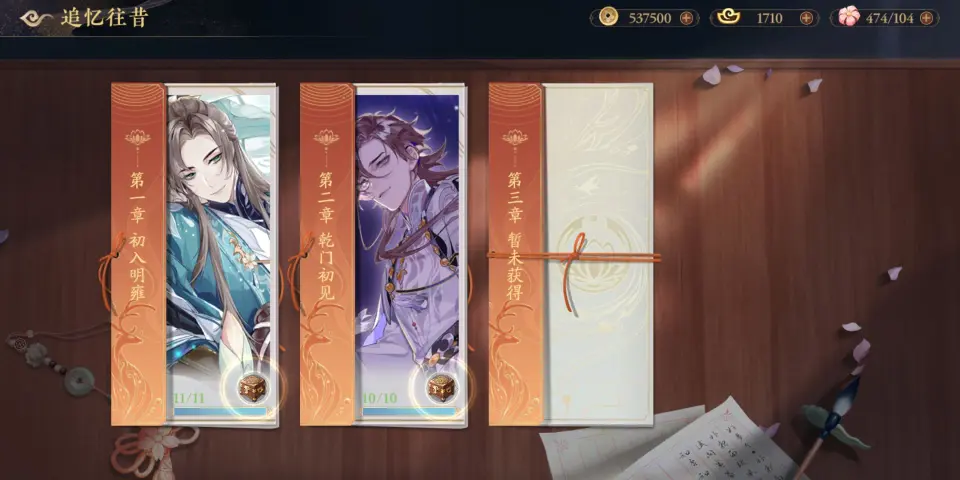 追忆往昔
537500
1710
474/104
第一章 初入明雍
11/11
第二章 乾门初见
10/10
第三章 暂未获得